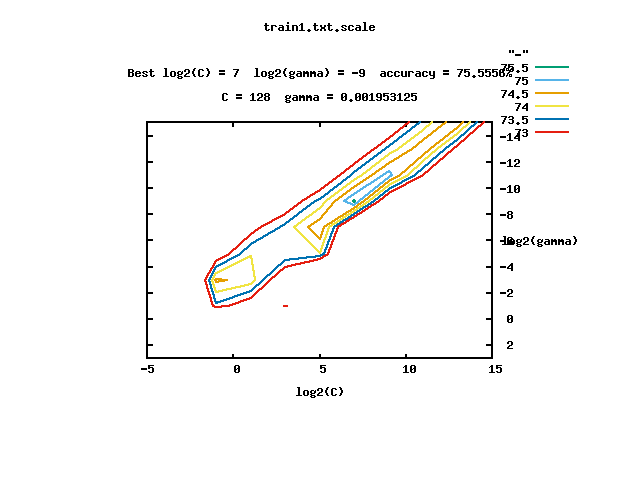 train1.txt.scale
"-"
Best log2(C) = 7  log2(gamma) = -9  accuracy = 75.5556%
75.5
75
C = 128  gamma = 0.001953125
74.5
74
73.5
73
-14
-12
-10
-8
-6
log2(gamma)
-4
-2
0
2
-5 0 5 10 15
log2(C)